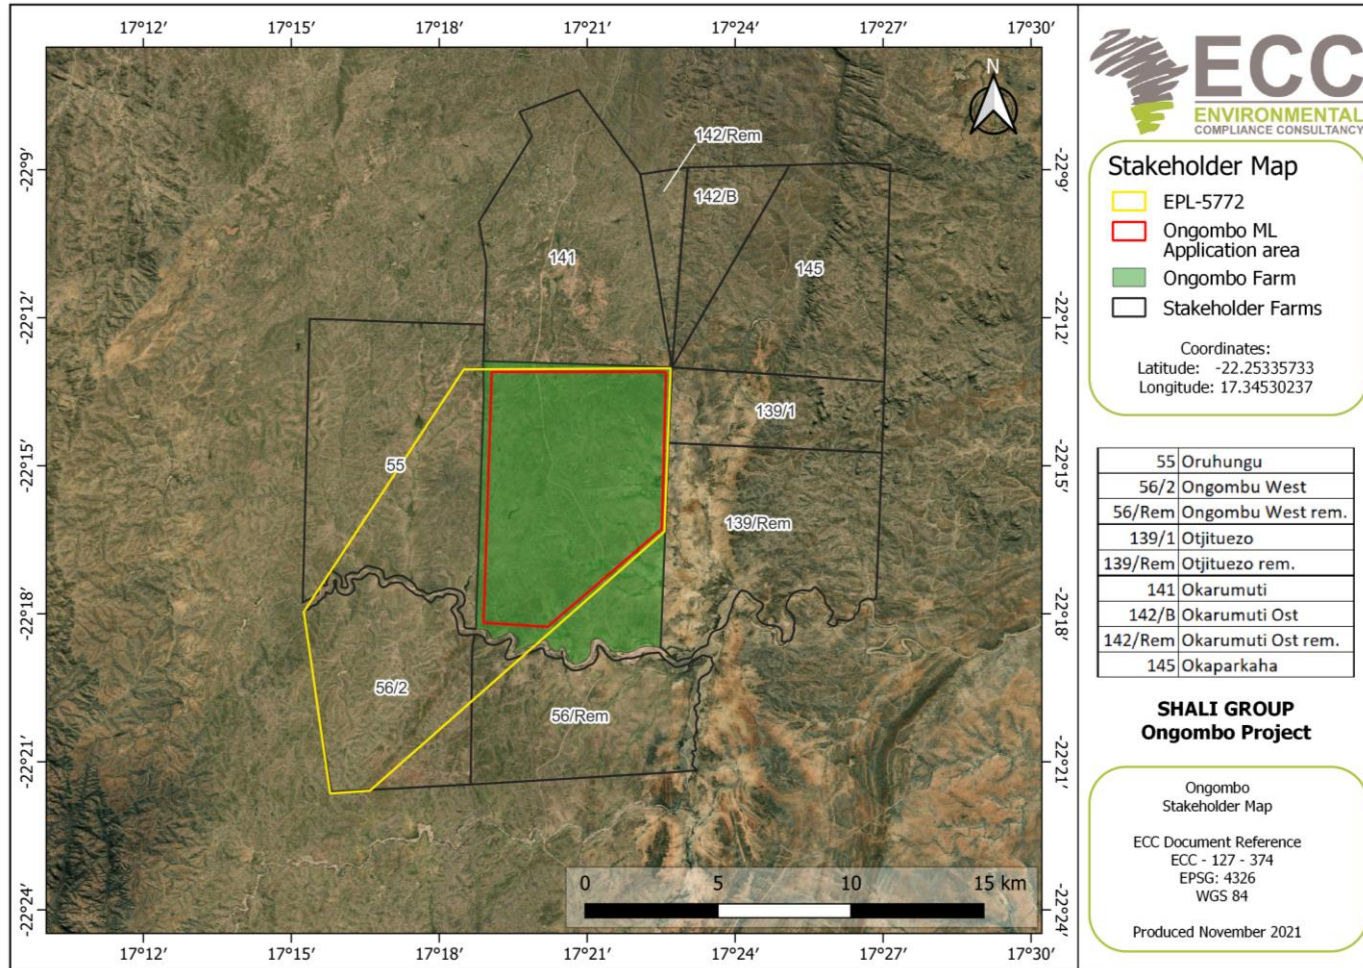 17°12′ 17°15′ 17°18′ 17°21′ 17°24′ 17°27′ 17°30′
N
-22°9′ -22°9′
-22°12′ -22°12′
-22°15′ -22°15′
-22°18′ -22°18′
-22°21′ -22°21′
-22°24′ -22°24′
142/Rem
142/B
141
145
139/1
55
139/Rem
56/2
56/Rem
0 5 10 15 km
17°12′ 17°15′ 17°18′ 17°21′ 17°24′ 17°27′ 17°30′
ECC
ENVIRONMENTAL
COMPLIANCE CONSULTANCY
Stakeholder Map
EPL-5772
Ongombo ML
Application area
Ongombo Farm
Stakeholder Farms
Coordinates:
Latitude: -22.25335733
Longitude: 17.34530237
55 Oruhungu
56/2 Ongombu West
56/Rem Ongombu West rem.
139/1 Otjituezo
139/Rem Otjituezo rem.
141 Okarumuti
142/B Okarumuti Ost
142/Rem Okarumuti Ost rem.
145 Okaparkaha
SHALI GROUP
Ongombo Project
Ongombo
Stakeholder Map
ECC Document Reference
ECC - 127 - 374
EPSG: 4326
WGS 84
Produced November 2021